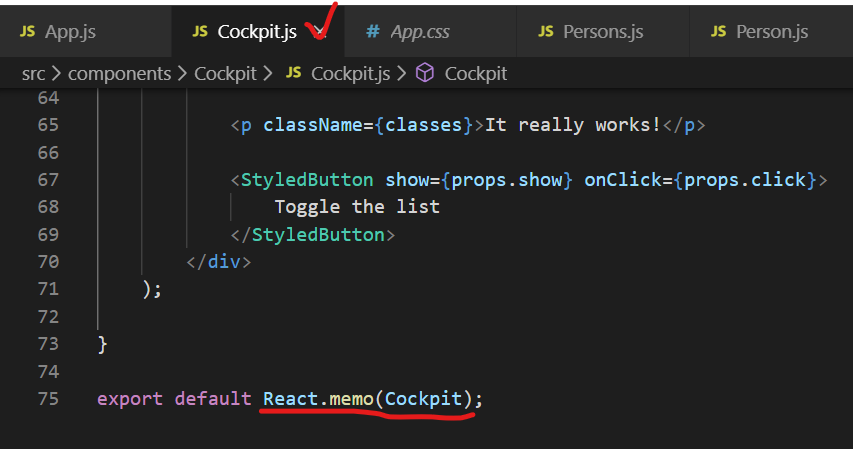 JS App.js JS Cockpit.js × # App.css JS Persons.js JS Person.js
src > components > Cockpit > JS Cockpit.js > Cockpit
64
65 <p className={classes}>It really works!</p>
66
67 <StyledButton show={props.show} onClick={props.click}>
68 Toggle the list
69 </StyledButton>
70 </div>
71 );
72
73 }
74
75 export default React.memo(Cockpit);